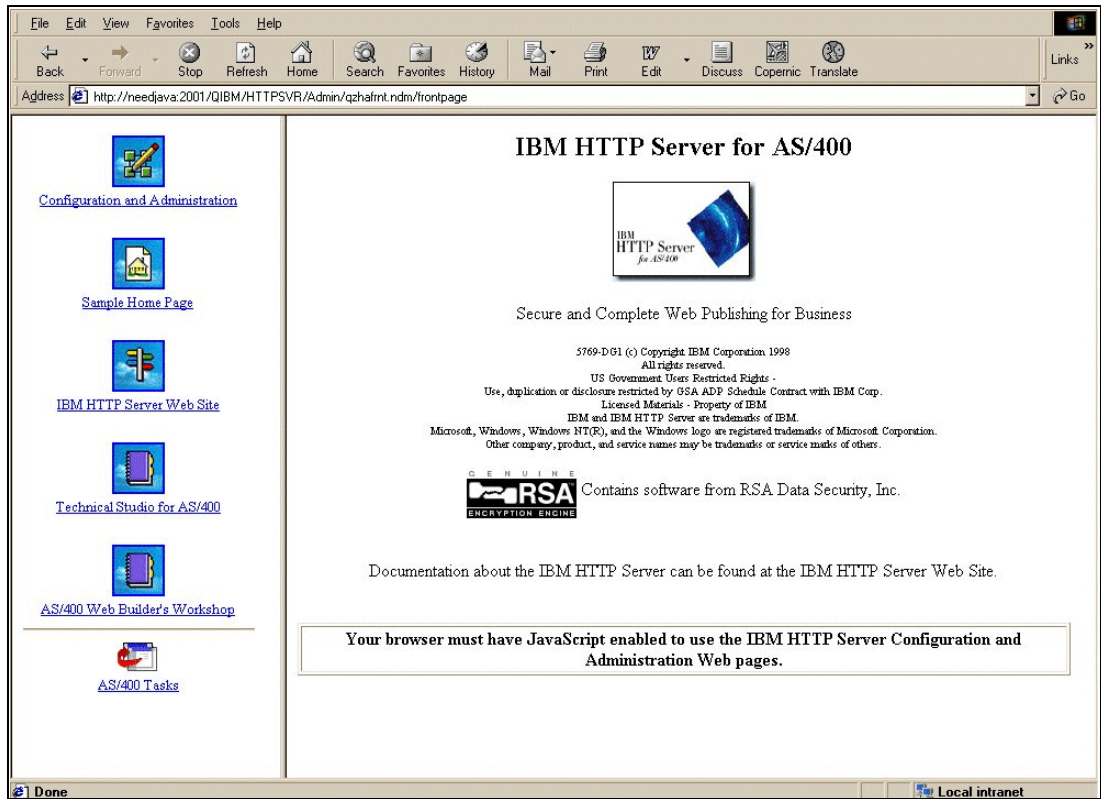 File Edit View Favorites Tools Help
Back Forward Stop Refresh Home Search Favorites History Mail Print Edit Discuss Copernic Translate
Links
Address http://needjava:2001/QIBM/HTTPSVR/Admin/qzhafrnt.ndm/frontpage
Go
Configuration and Administration
Sample Home Page
IBM HTTP Server Web Site
Technical Studio for AS/400
AS/400 Web Builder's Workshop
AS/400 Tasks
IBM HTTP Server for AS/400
IBM
HTTP Server
for AS/400
Secure and Complete Web Publishing for Business
5769-DG1 (c) Copyright IBM Corporation 1998
All rights reserved.
US Government Users Restricted Rights -
Use, duplication or disclosure restricted by GSA ADP Schedule Contract with IBM Corp.
Licensed Materials - Property of IBM
IBM and IBM HTTP Server are trademarks of IBM.
Microsoft, Windows, Windows NT(R), and the Windows logo are registered trademarks of Microsoft Corporation.
Other company, product, and service names may be trademarks or service marks of others.
GENUINE
RSA
ENCRYPTION ENGINE
Contains software from RSA Data Security, Inc.
Documentation about the IBM HTTP Server can be found at the IBM HTTP Server Web Site.
Your browser must have JavaScript enabled to use the IBM HTTP Server Configuration and
Administration Web pages.
Done
Local intranet